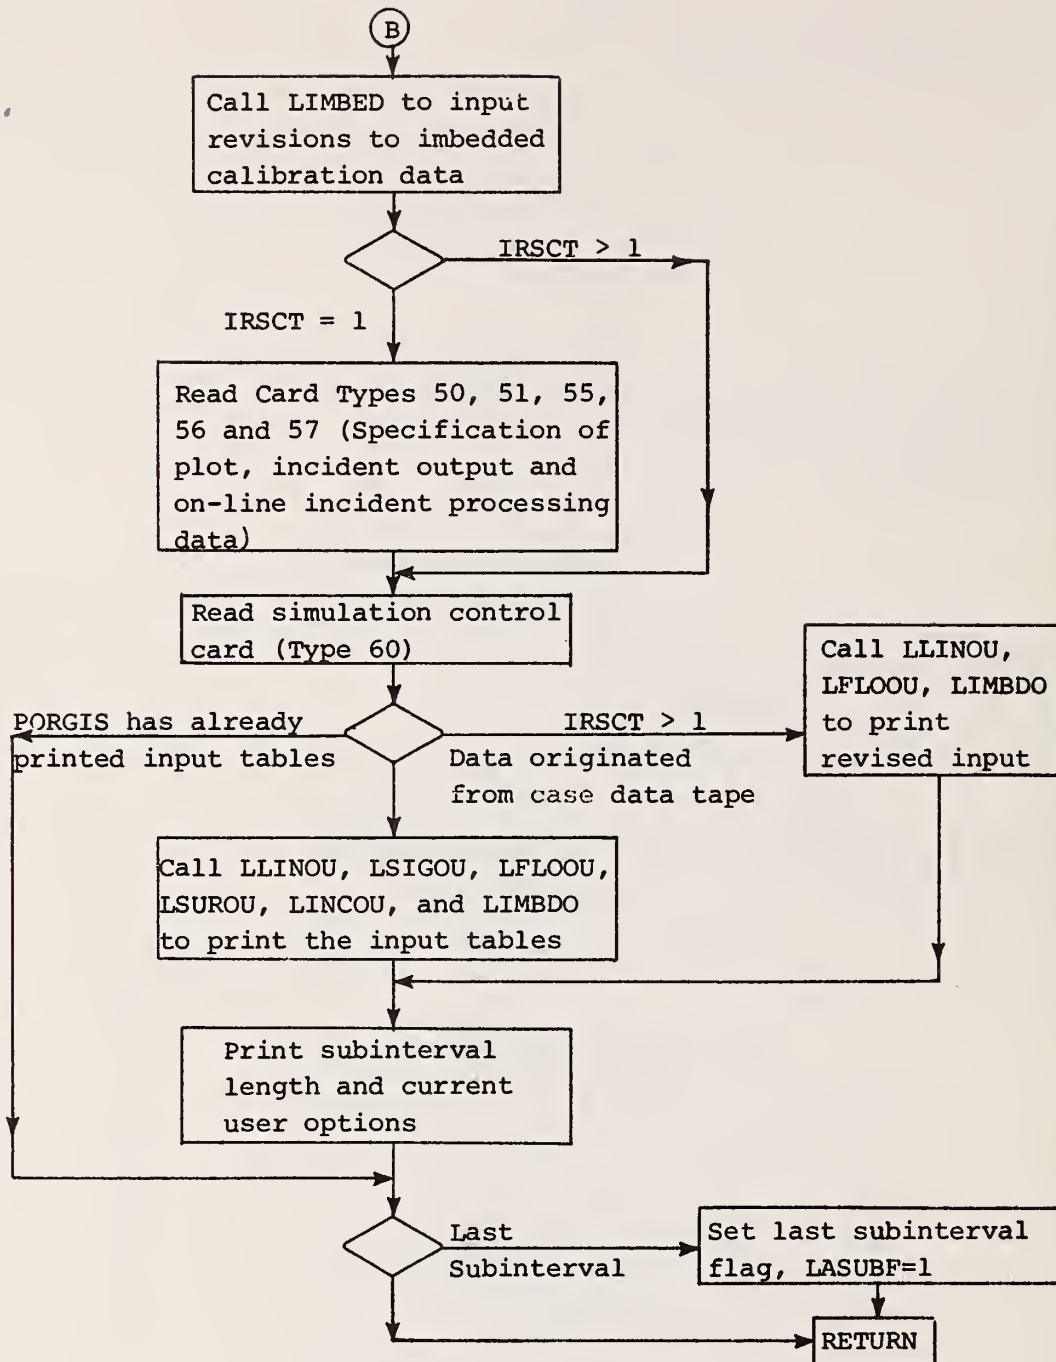 B
Call LIMBED to input
revisions to imbedded
calibration data
IRSCT > 1
IRSCT = 1
Read Card Types 50, 51, 55,
56 and 57 (Specification of
plot, incident output and
on-line incident processing
data)
Read simulation control
card (Type 60)
PORGIS has already
printed input tables
IRSCT > 1
Data originated
from case data tape
Call LLINOU,
LFLOOU, LIMBDO
to print
revised input
Call LLINOU, LSIGOU, LFLOOU,
LSUROU, LINCOU, and LIMBDO
to print the input tables
Print subinterval
length and current
user options
Last
Subinterval
Set last subinterval
flag, LASUBF=1
RETURN